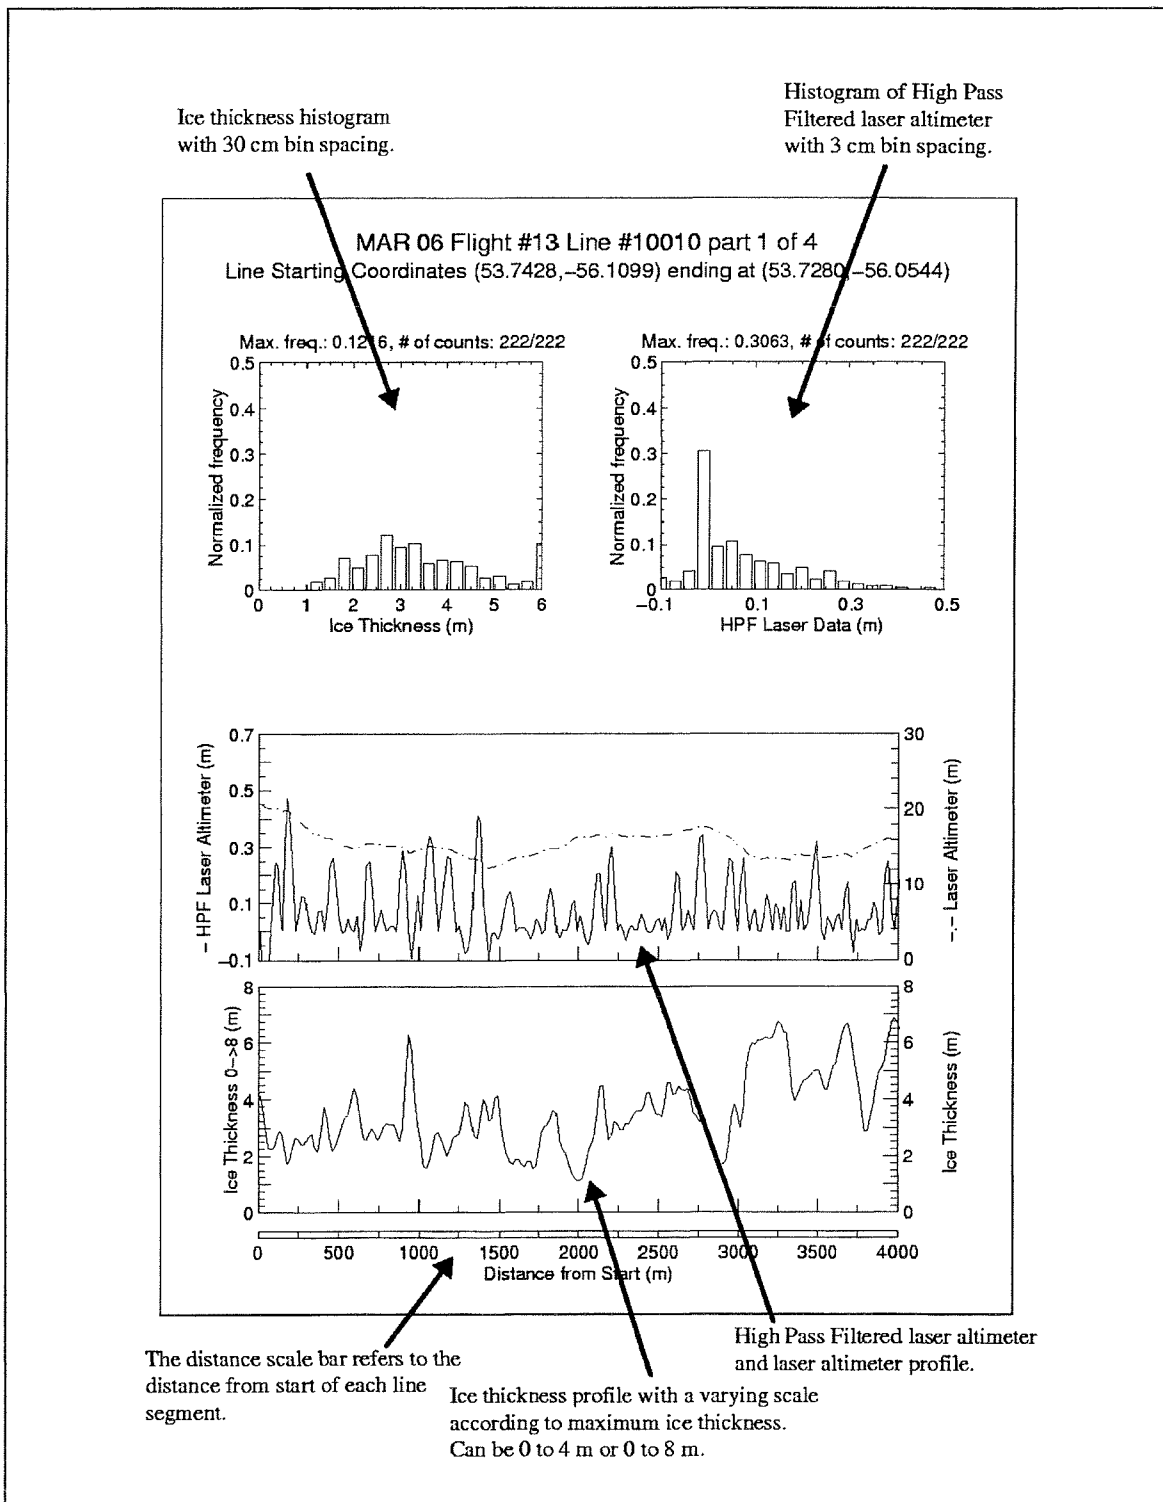 Ice thickness histogram
with 30 cm bin spacing.
Histogram of High Pass
Filtered laser altimeter
with 3 cm bin spacing.
MAR 06 Flight #13 Line #10010 part 1 of 4
Line Starting Coordinates (53.7428,−56.1099) ending at (53.7280,−56.0544)
Max. freq.: 0.1216, # of counts: 222/222
0.5
0.4
0.3
0.2
0.1
0
Normalized frequency
0 1 2 3 4 5 6
Ice Thickness (m)
Max. freq.: 0.3063, # of counts: 222/222
0.5
0.4
0.3
0.2
0.1
0
Normalized frequency
−0.1 0.1 0.3 0.5
HPF Laser Data (m)
0.7
0.5
0.3
0.1
−0.1
− HPF Laser Altimeter (m)
30
20
10
0
−.− Laser Altimeter (m)
8
6
4
2
0
Ice Thickness 0−>8 (m)
8
6
4
2
0
Ice Thickness (m)
0 500 1000 1500 2000 2500 3000 3500 4000
Distance from Start (m)
The distance scale bar refers to the
distance from start of each line
segment.
Ice thickness profile with a varying scale
according to maximum ice thickness.
Can be 0 to 4 m or 0 to 8 m.
High Pass Filtered laser altimeter
and laser altimeter profile.